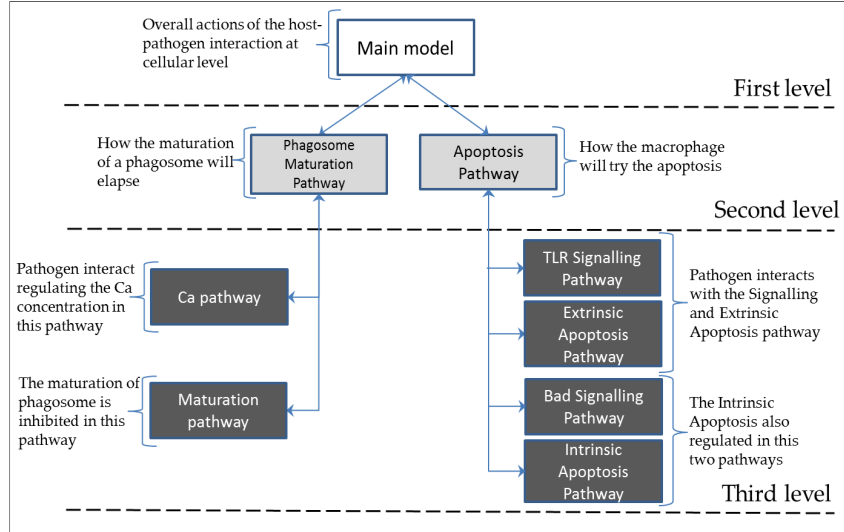 Overall actions of the host-
pathogen interaction at
cellular level
Main model
First level
How the maturation
of a phagosome will
elapse
Phagosome
Maturation
Pathway
Apoptosis
Pathway
How the macrophage
will try the apoptosis
Second level
Pathogen interact
regulating the Ca
concentration in
this pathway
Ca pathway
TLR Signalling
Pathway
Extrinsic
Apoptosis
Pathway
Pathogen interacts
with the Signalling
and Extrinsic
Apoptosis pathway
The maturation of
phagosome is
inhibited in this
pathway
Maturation
pathway
Bad Signalling
Pathway
Intrinsic
Apoptosis
Pathway
The Intrinsic
Apoptosis also
regulated in this
two pathways
Third level